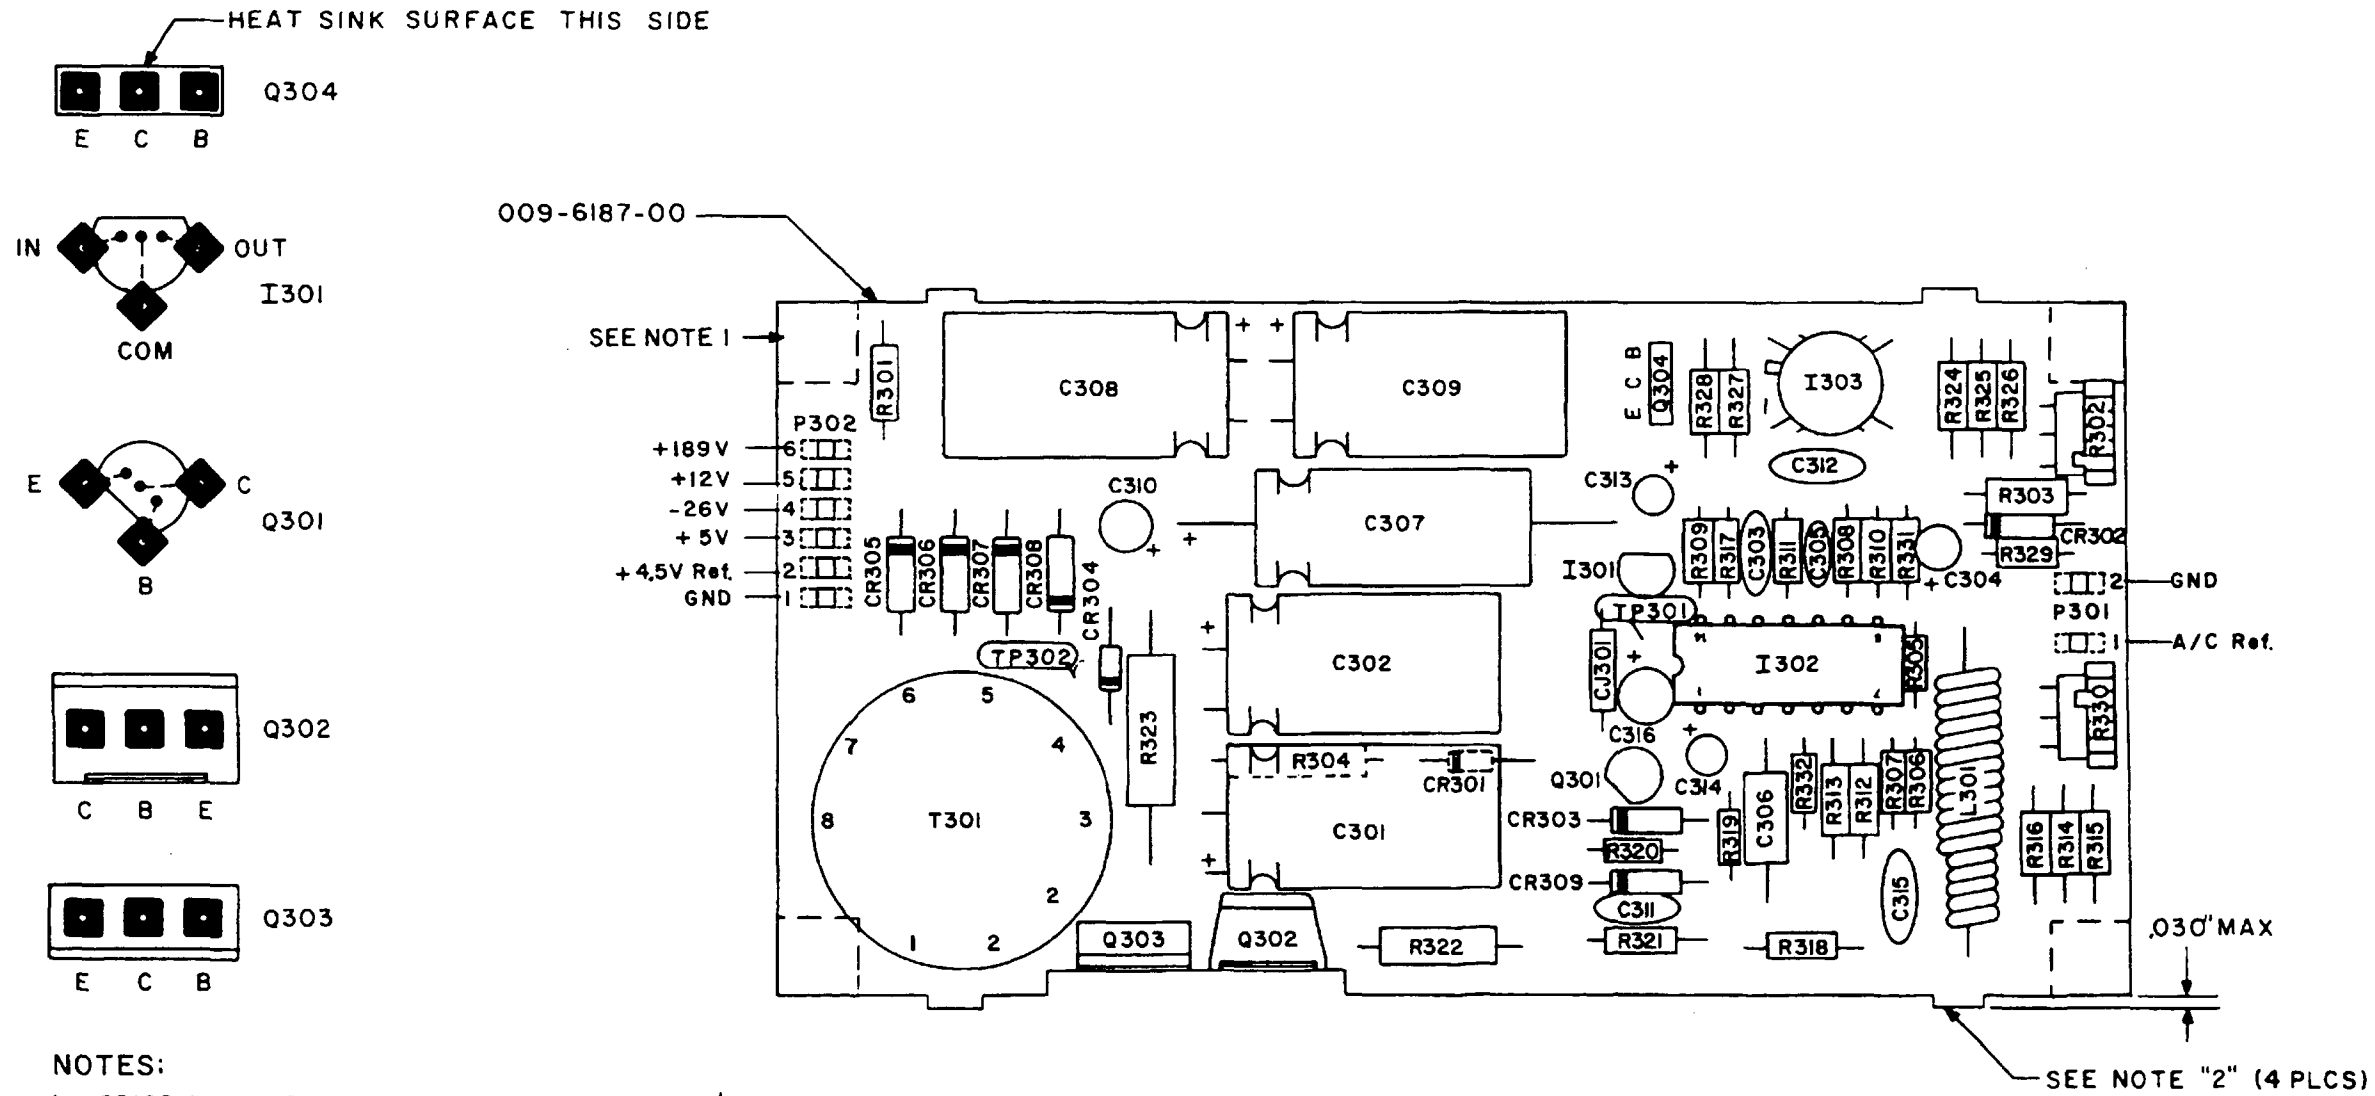 HEAT SINK SURFACE THIS SIDE
Q304
E C B
IN OUT
I301
COM
E C
Q301
B
Q302
C B E
Q303
E C B
NOTES:
009-6187-00
SEE NOTE 1
R301
C308
+ +
C309
E C B
Q304
R328
R327
I303
R324
R325
R326
R302
P302
+189V 6
+12V 5
-26V 4
+ 5V 3
+4.5V Ref. 2
GND 1
CR305
CR306
CR307
CR308
CR304
C310
+
+
C307
C313
+
C312
R303
CR302
R329
R309
R317
C303
R311
C305
R308
R310
R331
+
C304
I301
TP301
2 GND
P301
1 A/C Ref.
TP302
R323
+
C302
CJ301
+
I302
R305
C316
L301
R330
6 5
7 4
8 T301 3
2
1 2
R304
CR301
C301
+
Q301
+
C314
CR303
R320
CR309
C311
R321
R319
C306
R332
R313
R312
R307
R306
C315
R316
R314
R315
Q303
Q302
R322
R318
.030" MAX
SEE NOTE "2" (4 PLCS)